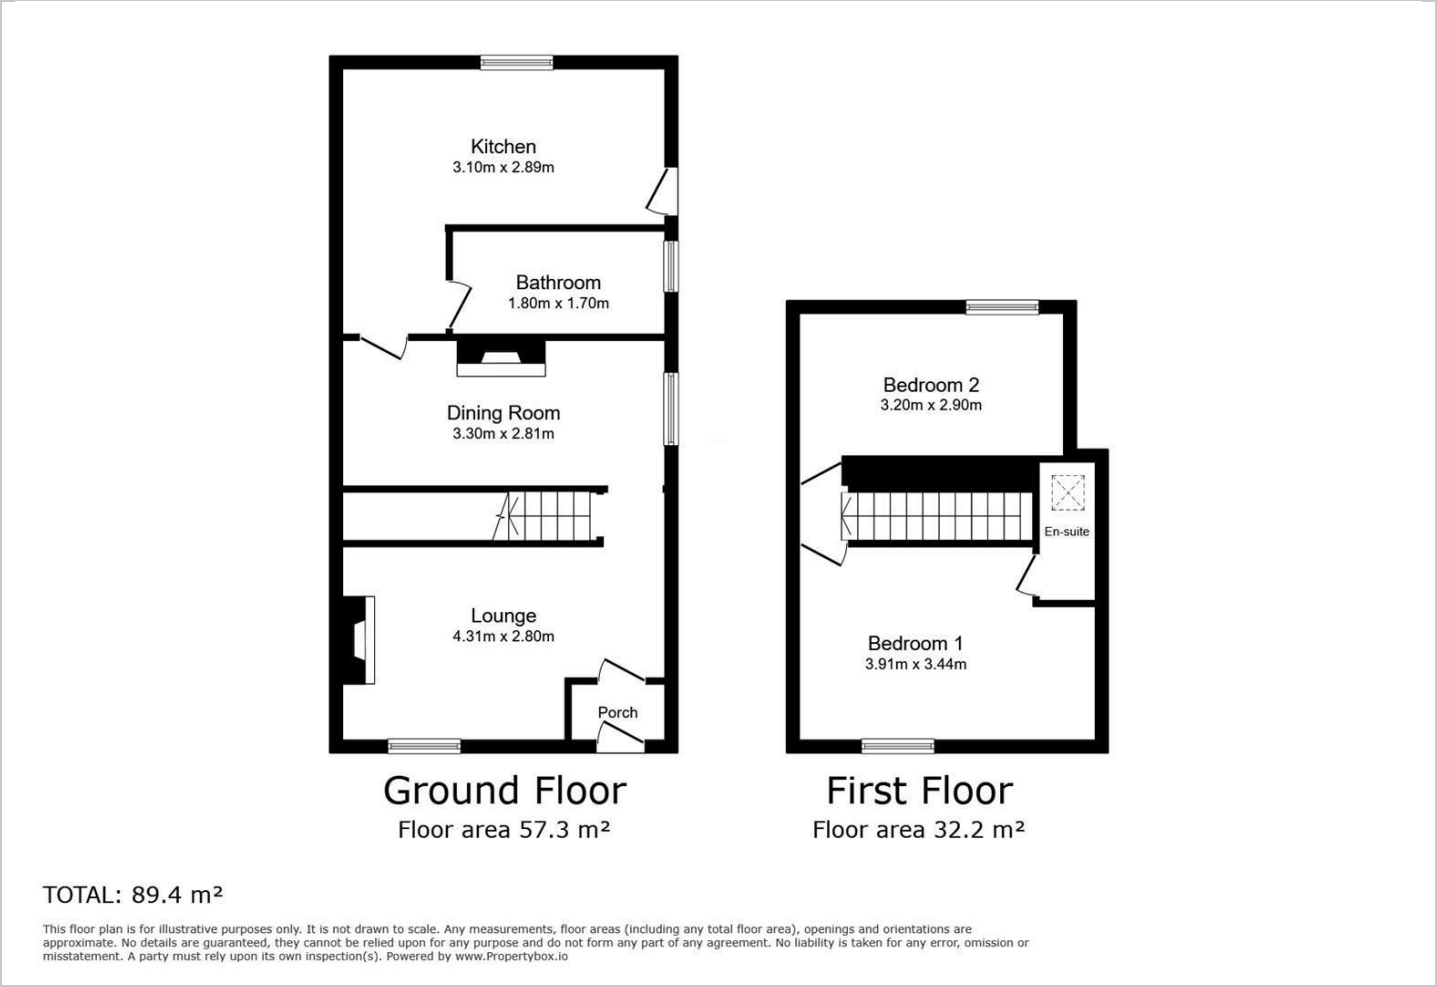 Kitchen
3.10m x 2.89m
Bathroom
1.80m x 1.70m
Dining Room
3.30m x 2.81m
Lounge
4.31m x 2.80m
Porch
Ground Floor
Floor area 57.3 m²
Bedroom 2
3.20m x 2.90m
En-suite
Bedroom 1
3.91m x 3.44m
First Floor
Floor area 32.2 m²
TOTAL: 89.4 m²
This floor plan is for illustrative purposes only. It is not drawn to scale. Any measurements, floor areas (including any total floor area), openings and orientations are
approximate. No details are guaranteed, they cannot be relied upon for any purpose and do not form any part of any agreement. No liability is taken for any error, omission or
misstatement. A party must rely upon its own inspection(s). Powered by www.Propertybox.io